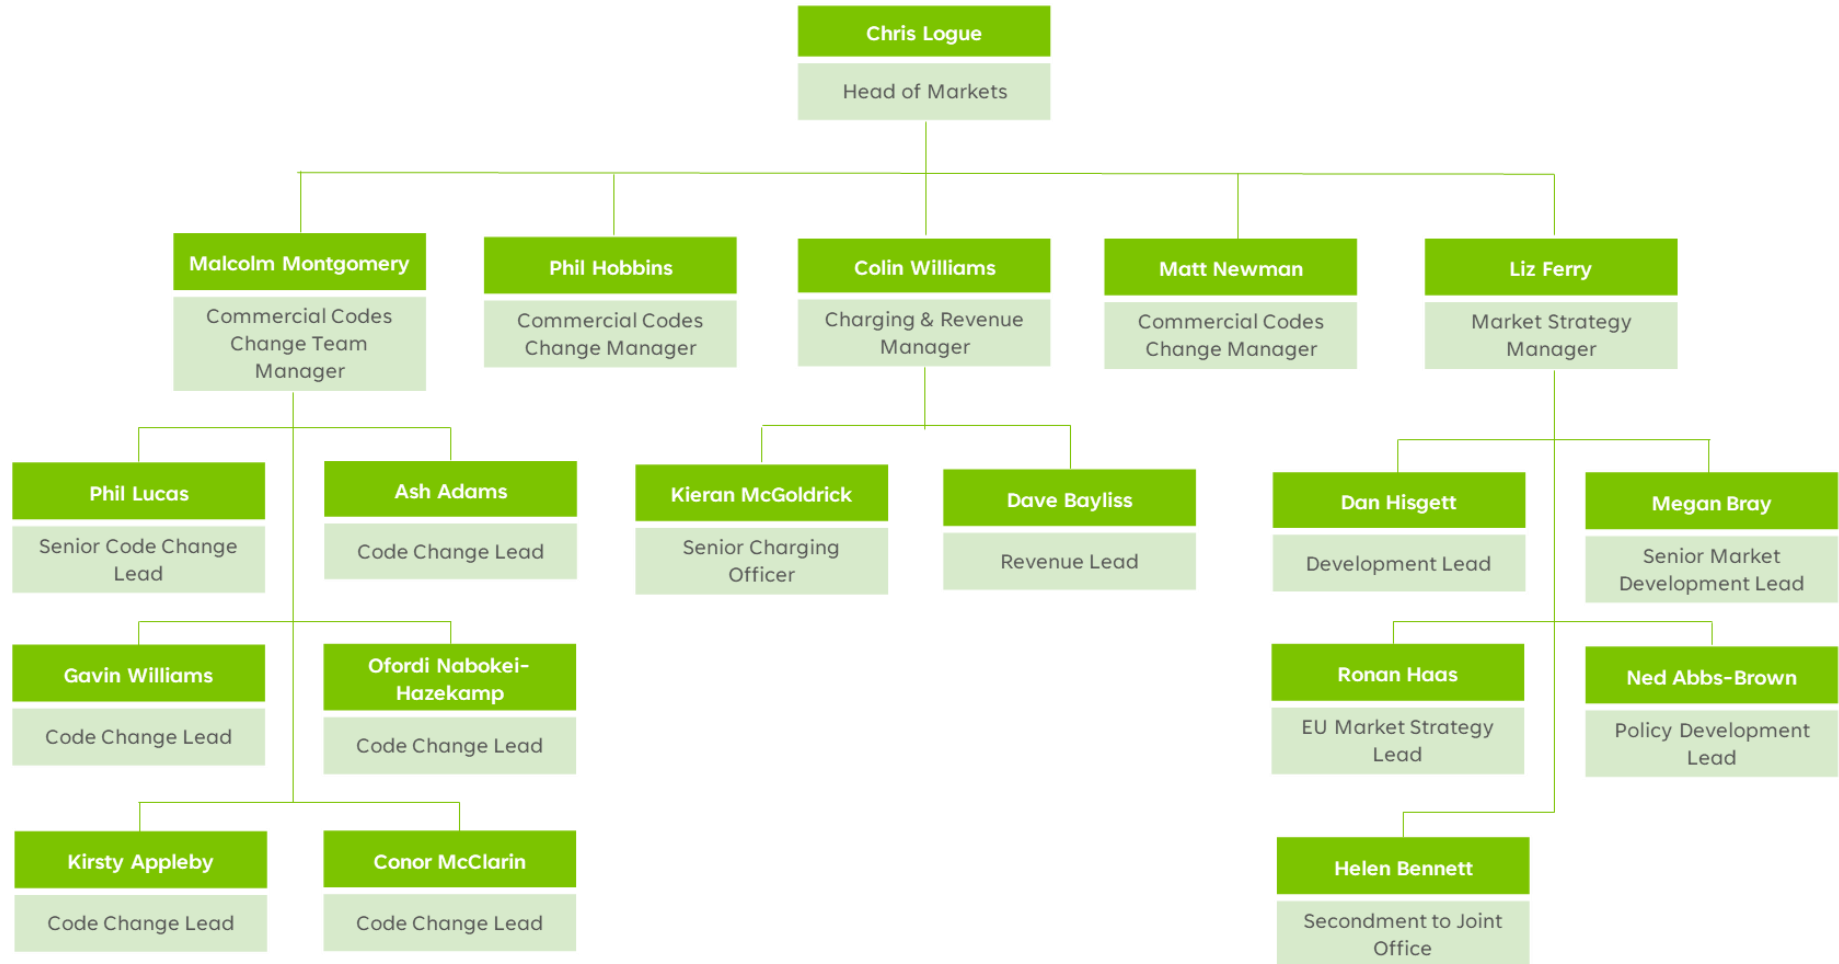 Chris Logue
Head of Markets
Malcolm Montgomery
Commercial Codes
Change Team
Manager
Phil Hobbins
Commercial Codes
Change Manager
Colin Williams
Charging & Revenue
Manager
Matt Newman
Commercial Codes
Change Manager
Liz Ferry
Market Strategy
Manager
Phil Lucas
Senior Code Change
Lead
Ash Adams
Code Change Lead
Kieran McGoldrick
Senior Charging
Officer
Dave Bayliss
Revenue Lead
Dan Hisgett
Development Lead
Megan Bray
Senior Market
Development Lead
Gavin Williams
Code Change Lead
Ofordi Nabokei-
Hazekamp
Code Change Lead
Ronan Haas
EU Market Strategy
Lead
Ned Abbs-Brown
Policy Development
Lead
Kirsty Appleby
Code Change Lead
Conor McClarin
Code Change Lead
Helen Bennett
Secondment to Joint
Office